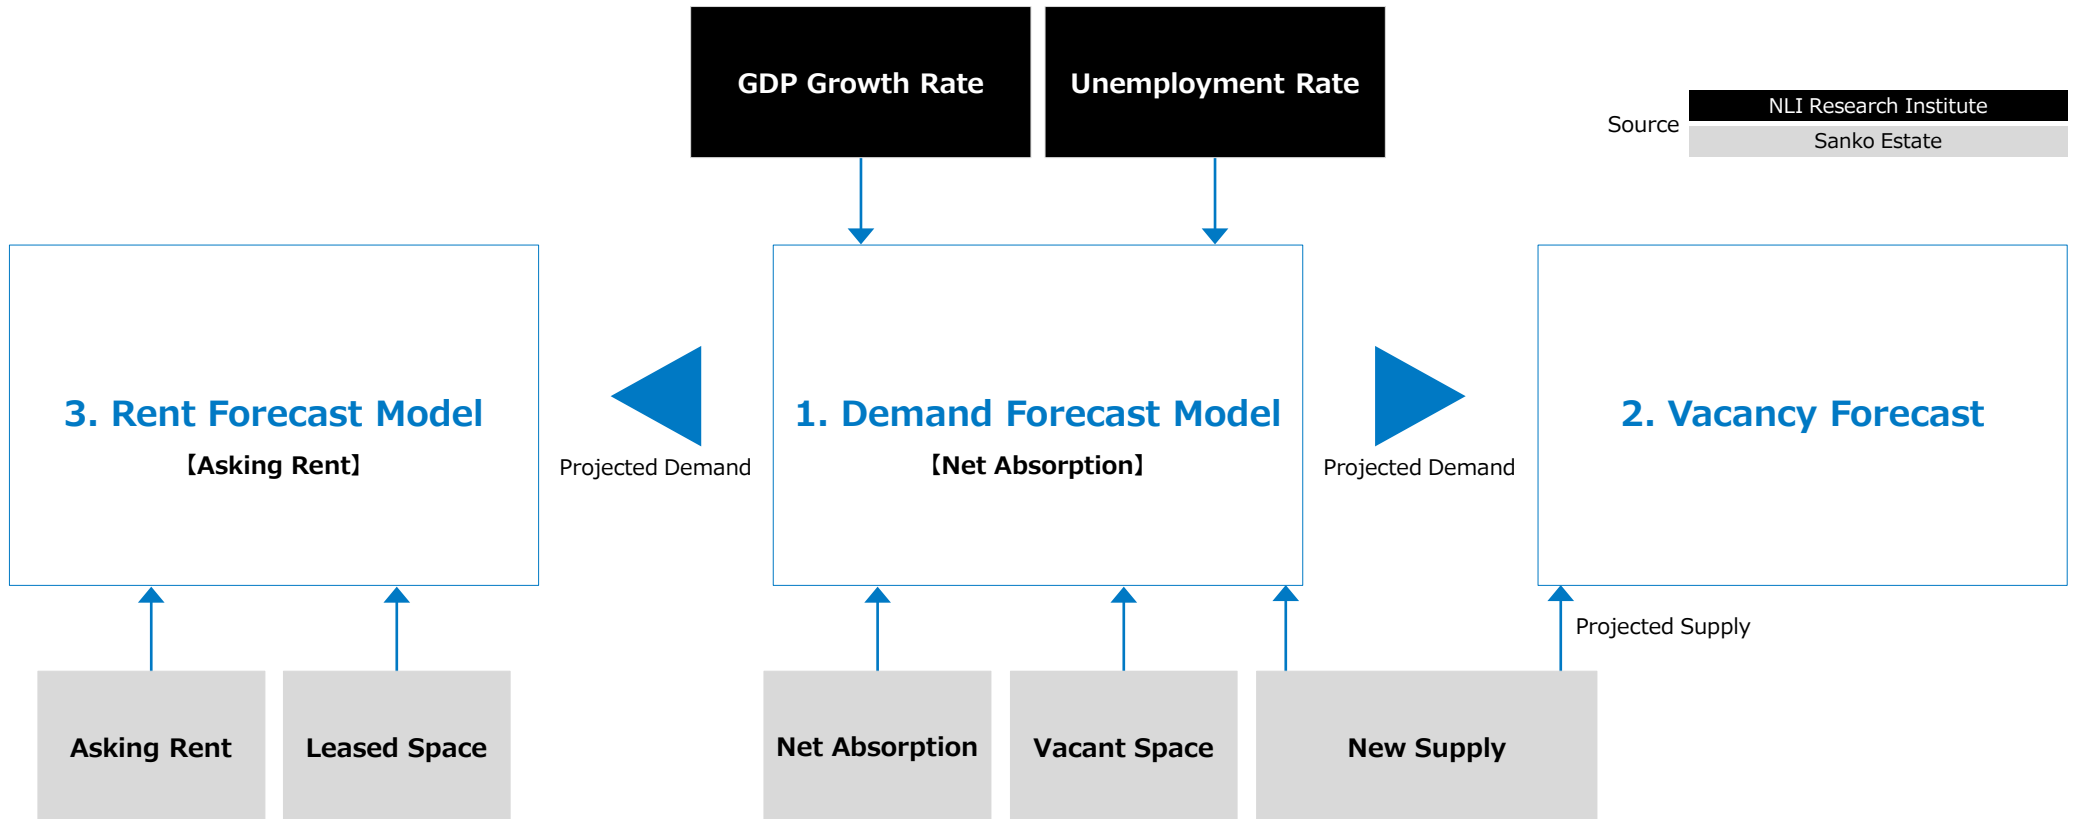 GDP Growth Rate
Unemployment Rate
Source
NLI Research Institute
Sanko Estate
3. Rent Forecast Model
【Asking Rent】
Projected Demand
1. Demand Forecast Model
【Net Absorption】
Projected Demand
2. Vacancy Forecast
Projected Supply
Asking Rent
Leased Space
Net Absorption
Vacant Space
New Supply